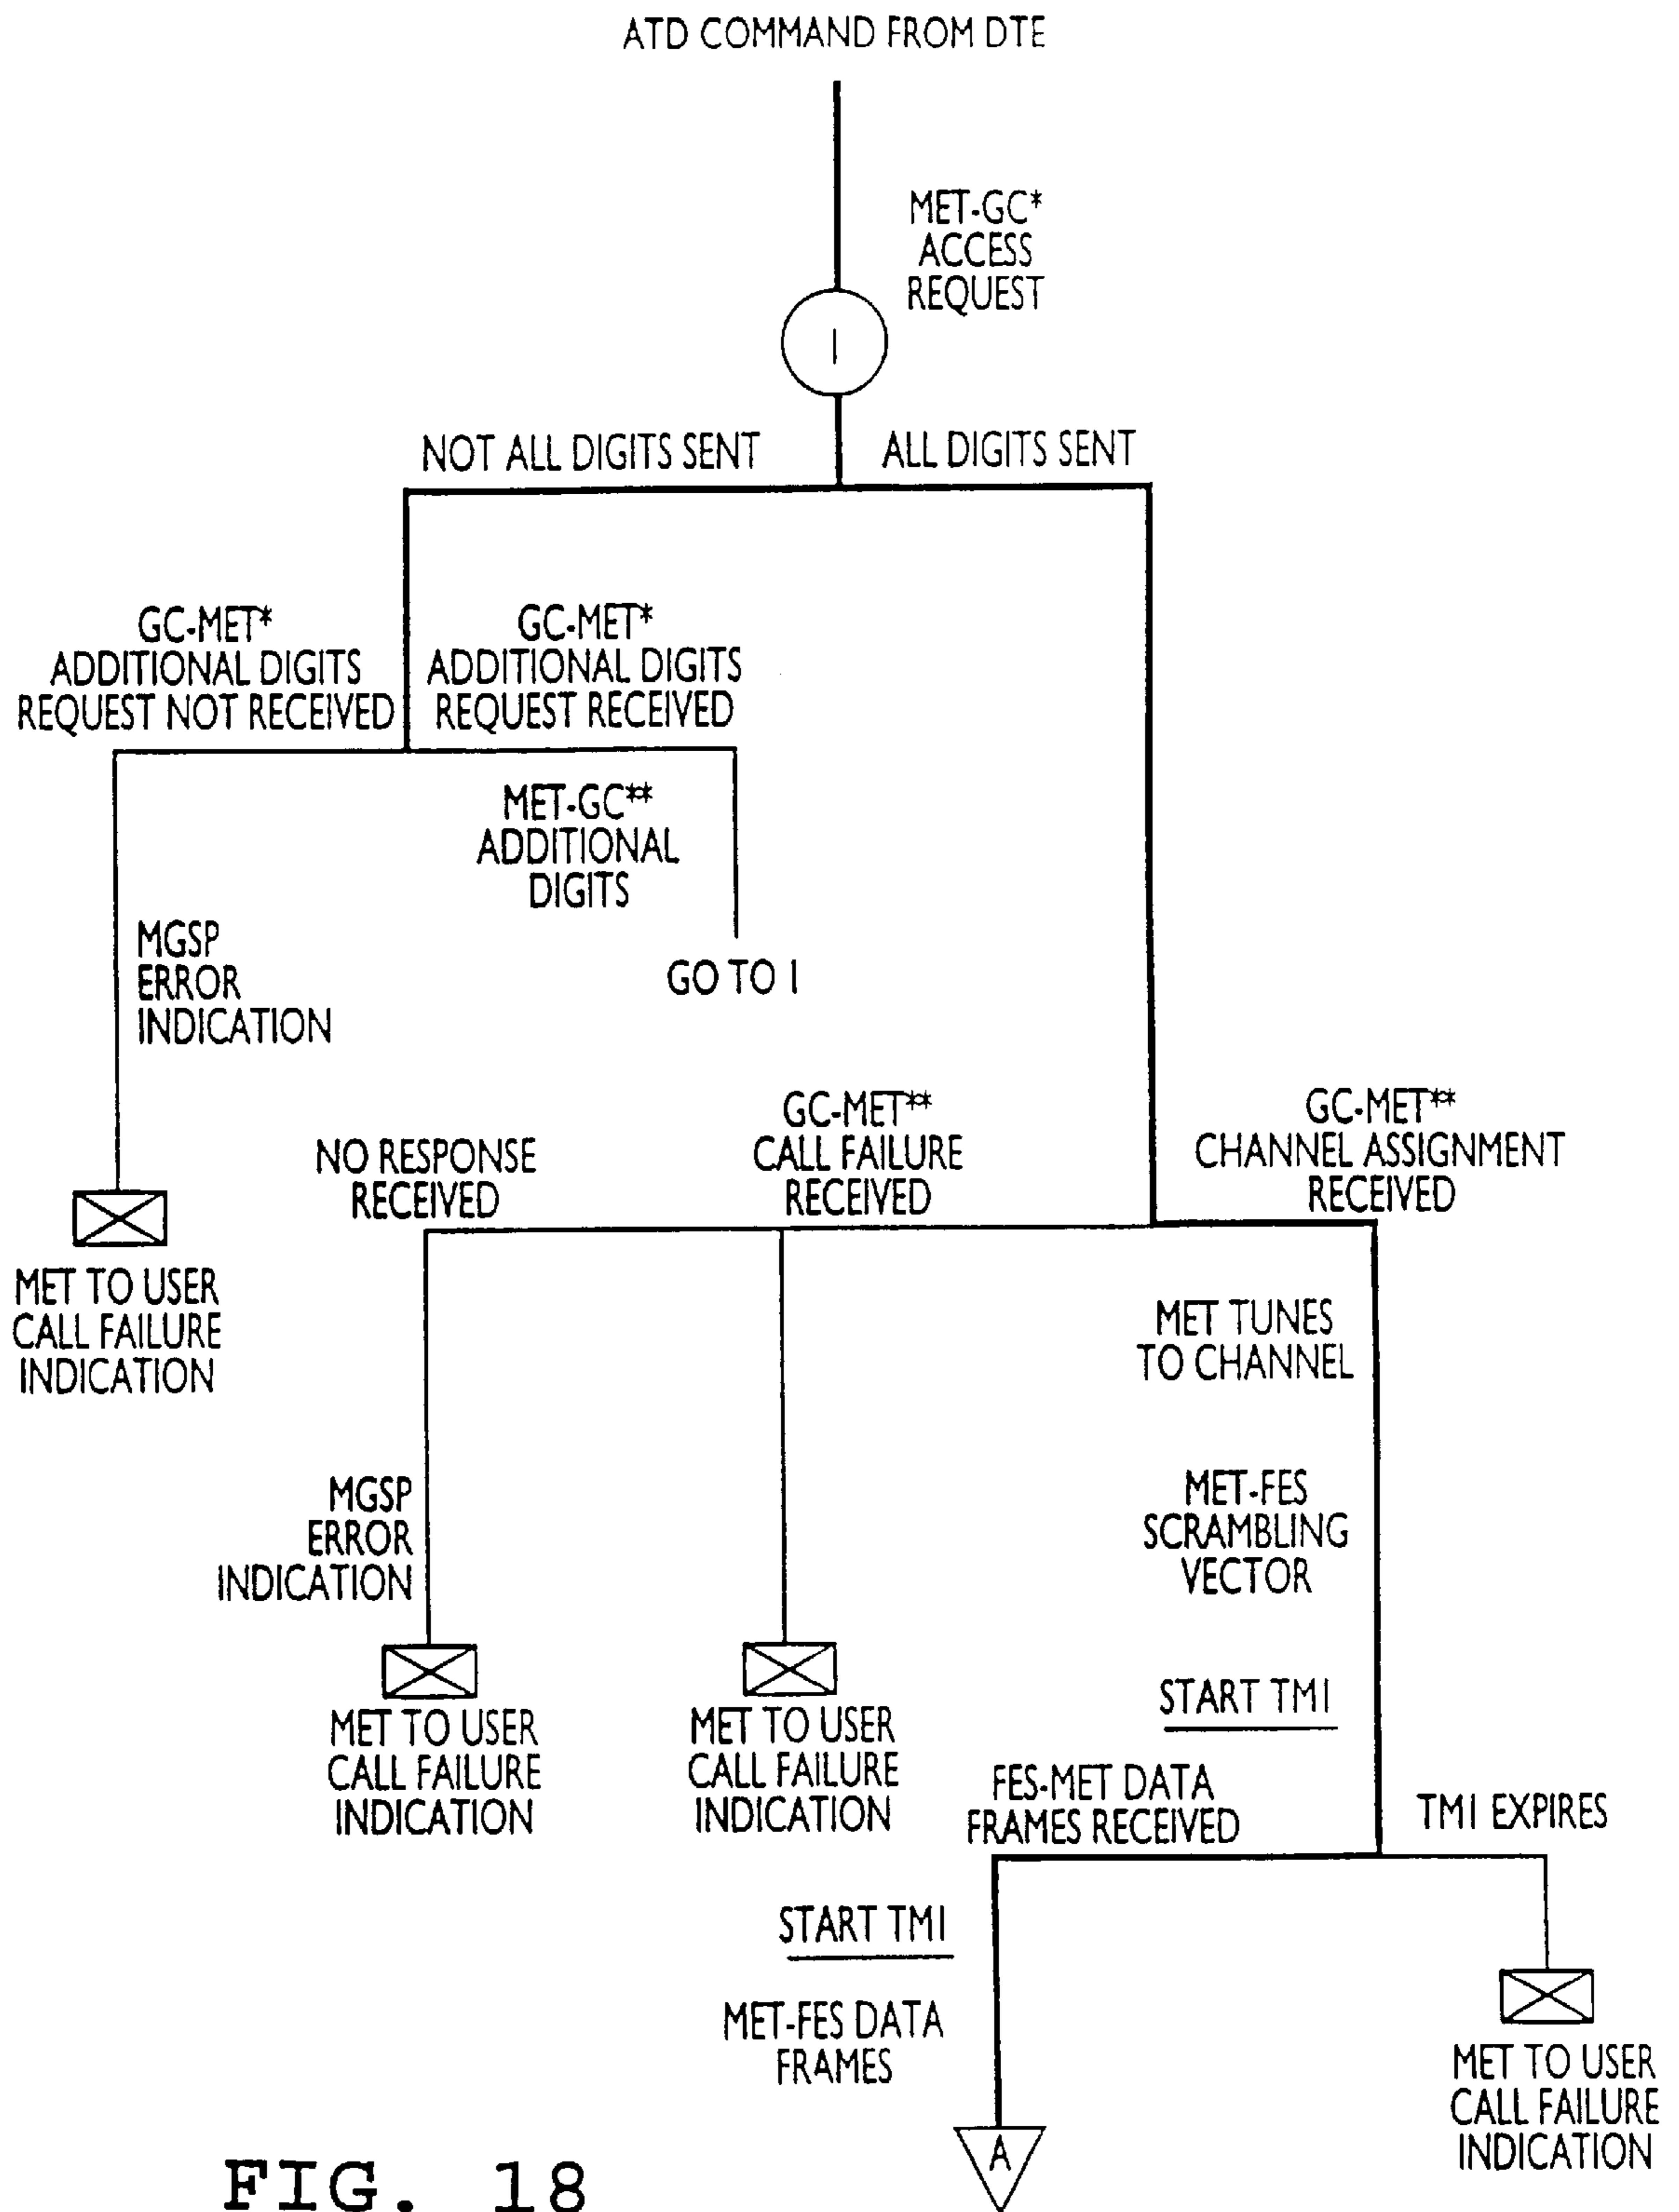 ATD COMMAND FROM DTE
MET-GC*
ACCESS
REQUEST
I
NOT ALL DIGITS SENT
ALL DIGITS SENT
GC-MET*
ADDITIONAL DIGITS
REQUEST NOT RECEIVED
GC-MET*
ADDITIONAL DIGITS
REQUEST RECEIVED
MET-GC**
ADDITIONAL
DIGITS
GO TO I
MGSP
ERROR
INDICATION
MET TO USER
CALL FAILURE
INDICATION
NO RESPONSE
RECEIVED
GC-MET**
CALL FAILURE
RECEIVED
GC-MET**
CHANNEL ASSIGNMENT
RECEIVED
MGSP
ERROR
INDICATION
MET TO USER
CALL FAILURE
INDICATION
MET TO USER
CALL FAILURE
INDICATION
MET TUNES
TO CHANNEL
MET-FES
SCRAMBLING
VECTOR
START TM1
FES-MET DATA
FRAMES RECEIVED
TM1 EXPIRES
START TM1
MET-FES DATA
FRAMES
A
MET TO USER
CALL FAILURE
INDICATION
FIG. 18